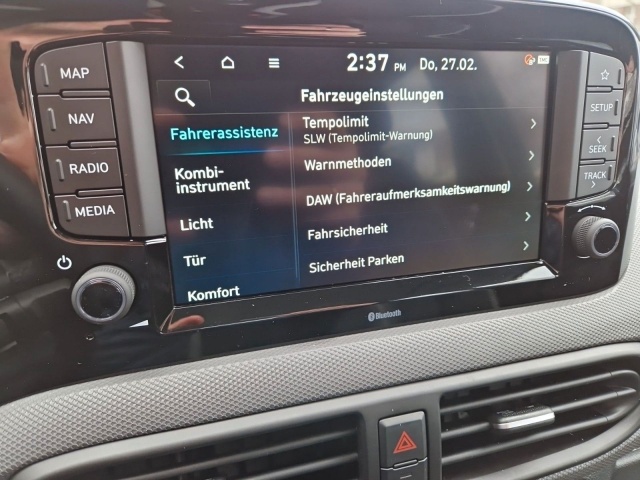 2:37 PM Do, 27.02.
MAP
NAV
RADIO
MEDIA
Fahrzeugeinstellungen
Fahrerassistenz
Kombi-
instrument
Licht
Tür
Komfort
Tempolimit
SLW (Tempolimit-Warnung)
Warnmethoden
DAW (Fahreraufmerksamkeitswarnung)
Fahrsicherheit
Sicherheit Parken
SETUP
SEEK
TRACK
Bluetooth